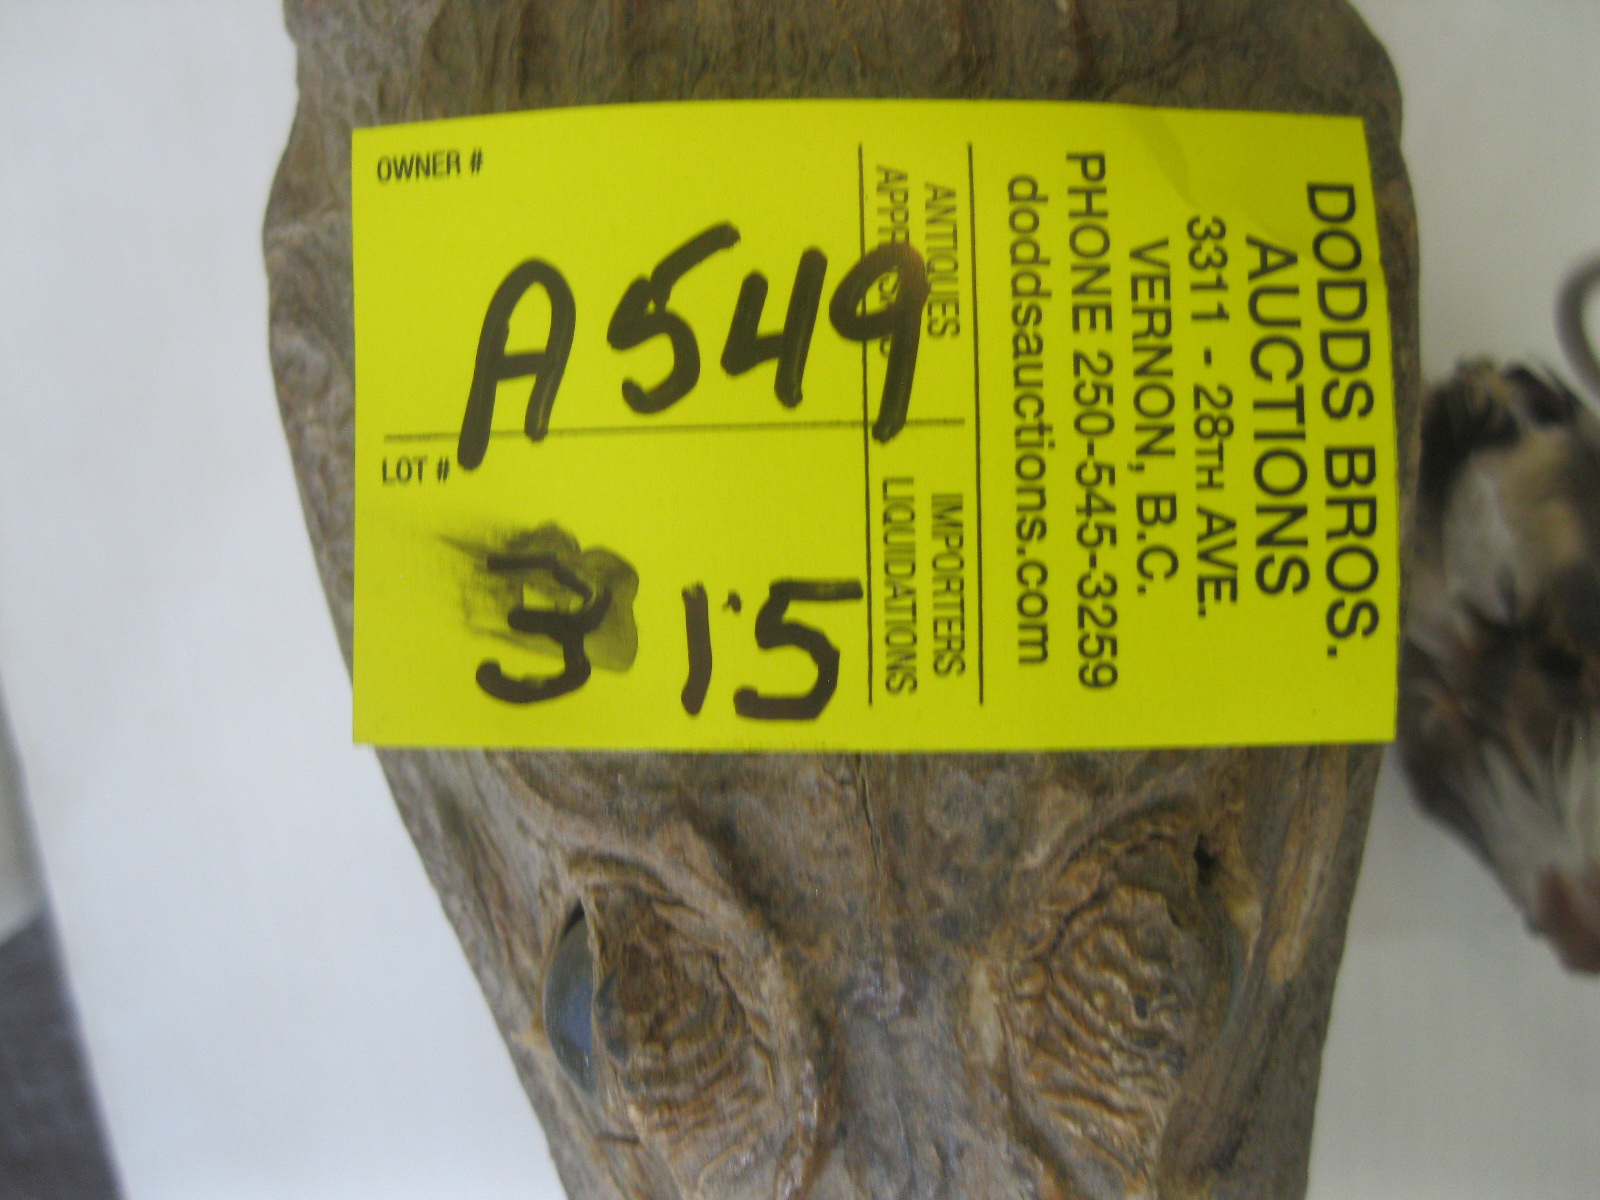 DODDS BROS.
AUCTIONS
3311 - 28TH AVE.
VERNON, B.C.
PHONE 250-545-3259
doddsauctions.com
ANTIQUES IMPORTERS
LIQUIDATIONS
OWNER # LOT #
A549
15